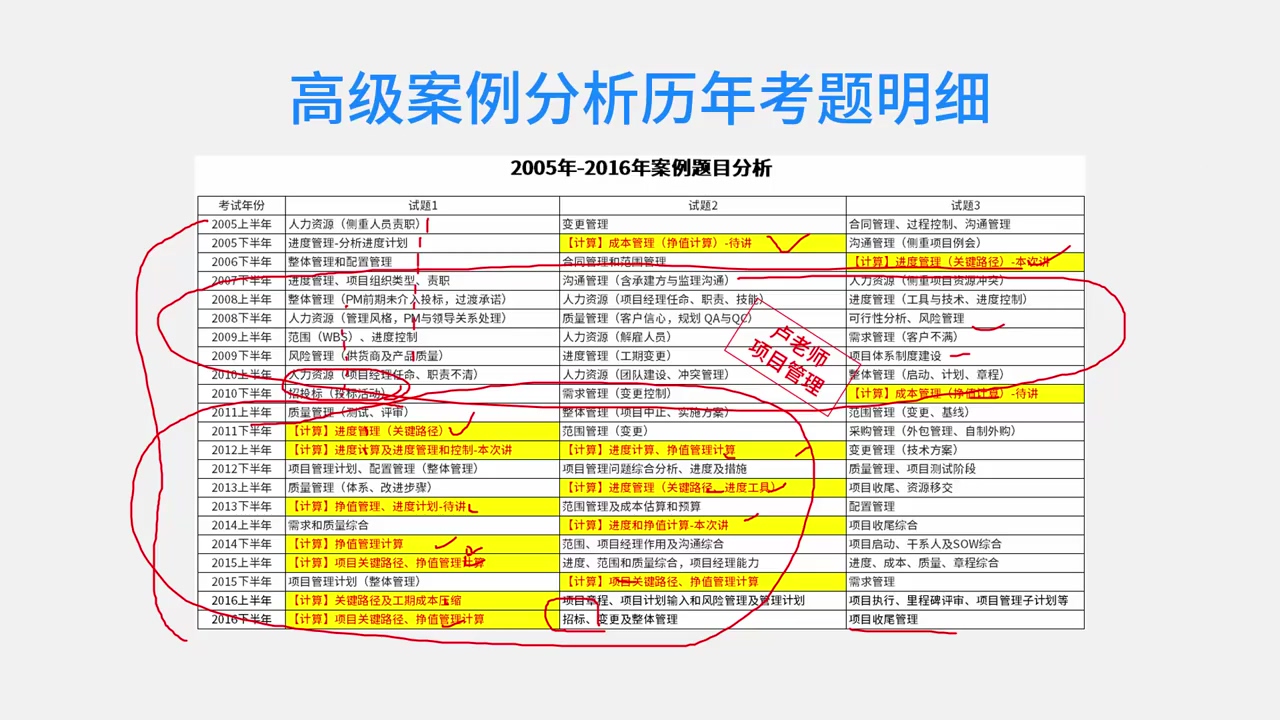 高级案例分析历年考题明细
2005年-2016年案例题目分析
考试年份 试题1 试题2 试题3
2005上半年 人力资源（侧重人员责职） 变更管理 合同管理、过程控制、沟通管理
2005下半年 进度管理-分析进度计划 【计算】成本管理（挣值计算）-待讲 沟通管理（侧重项目例会）
2006下半年 整体管理和配置管理 合同管理和范围管理 【计算】进度管理（关键路径）-本次讲
2007下半年 进度管理、项目组织类型、责职 沟通管理（含承建方与监理沟通） 人力资源（侧重项目资源冲突）
2008上半年 整体管理（PM前期未介入投标，过渡承诺） 人力资源（项目经理任命、职责、技能） 进度管理（工具与技术、进度控制）
2008下半年 人力资源（管理风格，PM与领导关系处理） 质量管理（客户信心，规划 QA与QC） 可行性分析、风险管理
2009上半年 范围（WBS）、进度控制 人力资源（解雇人员） 需求管理（客户不满）
2009下半年 风险管理（供货商及产品质量） 进度管理（工期变更） 项目体系制度建设
2010上半年 人力资源（项目经理任命、职责不清） 人力资源（团队建设、冲突管理） 整体管理（启动、计划、章程）
2010下半年 招投标（投标活动） 需求管理（变更控制） 【计算】成本管理（挣值计算）-待讲
2011上半年 质量管理（测试、评审） 整体管理（项目中止、实施方案） 范围管理（变更、基线）
2011下半年 【计算】进度管理（关键路径） 范围管理（变更） 采购管理（外包管理、自制外购）
2012上半年 【计算】进度计算及进度管理和控制-本次讲 【计算】进度计算、挣值管理计算 变更管理（技术方案）
2012下半年 项目管理计划、配置管理（整体管理） 项目管理问题综合分析、进度及措施 质量管理、项目测试阶段
2013上半年 质量管理（体系、改进步骤） 【计算】进度管理（关键路径、进度工具） 项目收尾、资源移交
2013下半年 【计算】挣值管理、进度计划-待讲 范围管理及成本估算和预算 配置管理
2014上半年 需求和质量综合 【计算】进度和挣值计算-本次讲 项目收尾综合
2014下半年 【计算】挣值管理计算 范围、项目经理作用及沟通综合 项目启动、干系人及SOW综合
2015上半年 【计算】项目关键路径、挣值管理计算 进度、范围和质量综合，项目经理能力 进度、成本、质量、章程综合
2015下半年 项目管理计划（整体管理） 【计算】项目关键路径、挣值管理计算 需求管理
2016上半年 【计算】关键路径及工期成本压缩 项目章程、项目计划输入和风险管理及管理计划 项目执行、里程碑评审、项目管理子计划等
2016下半年 【计算】项目关键路径、挣值管理计算 招标、变更及整体管理 项目收尾管理
卢老师
项目管理